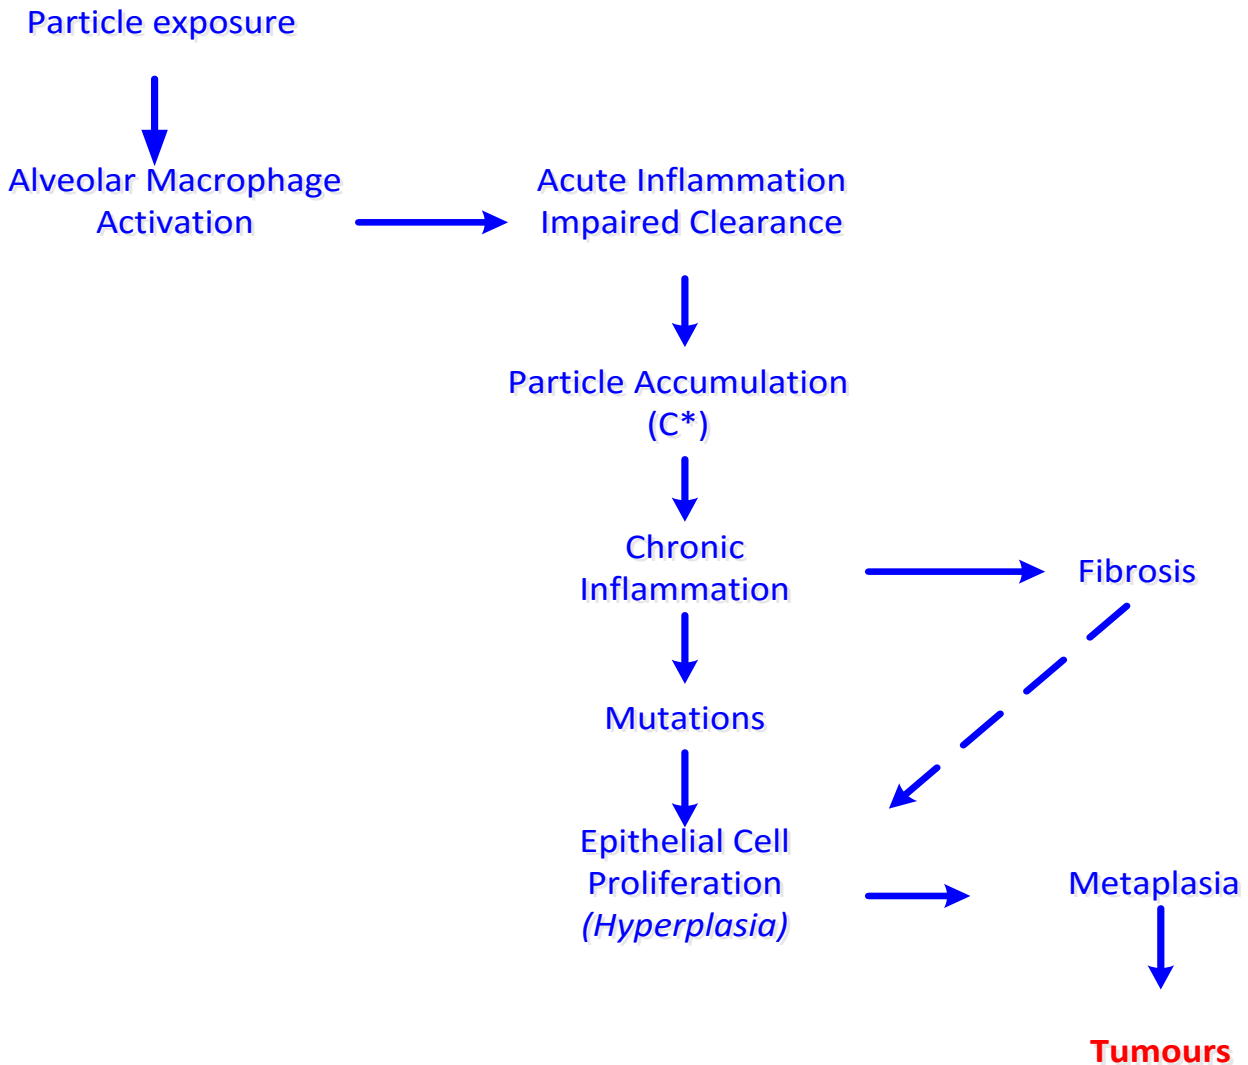 Particle exposure
Alveolar Macrophage
Activation
Acute Inflammation
Impaired Clearance
Particle Accumulation
(C*)
Chronic
Inflammation
Fibrosis
Mutations
Epithelial Cell
Proliferation
(Hyperplasia)
Metaplasia
Tumours